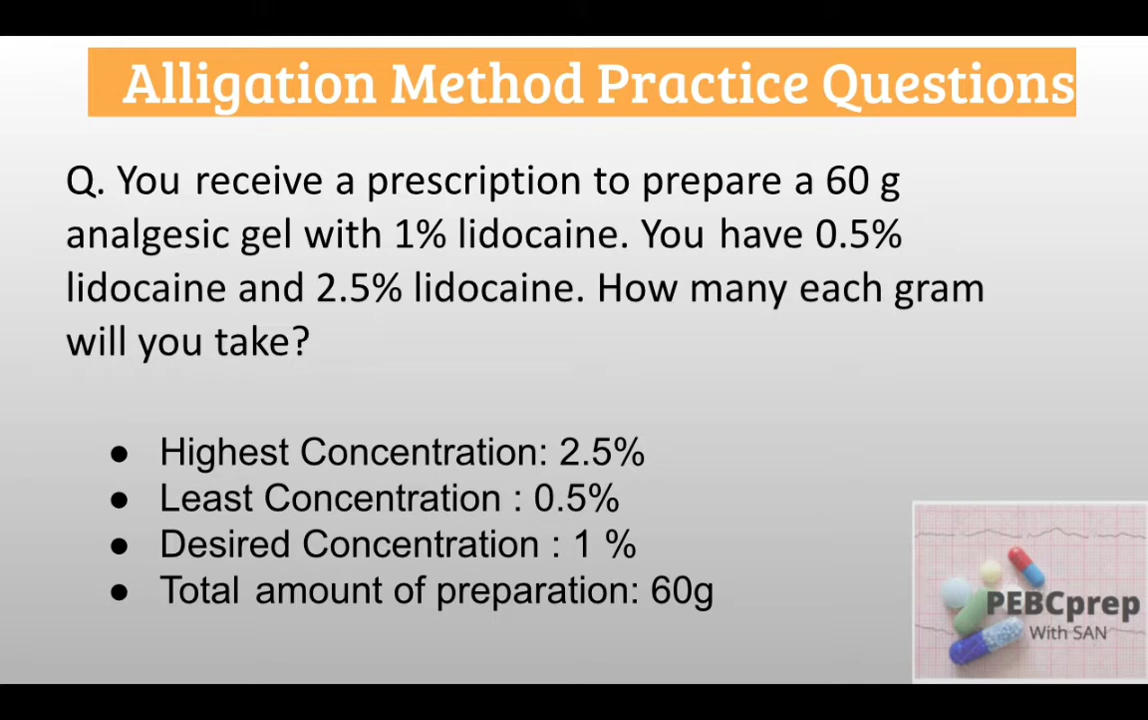 Alligation Method Practice Questions
Q. You receive a prescription to prepare a 60 g
analgesic gel with 1% lidocaine. You have 0.5%
lidocaine and 2.5% lidocaine. How many each gram
will you take?
● Highest Concentration: 2.5%
● Least Concentration : 0.5%
● Desired Concentration : 1 %
● Total amount of preparation: 60g
PEBCprep
With SAN